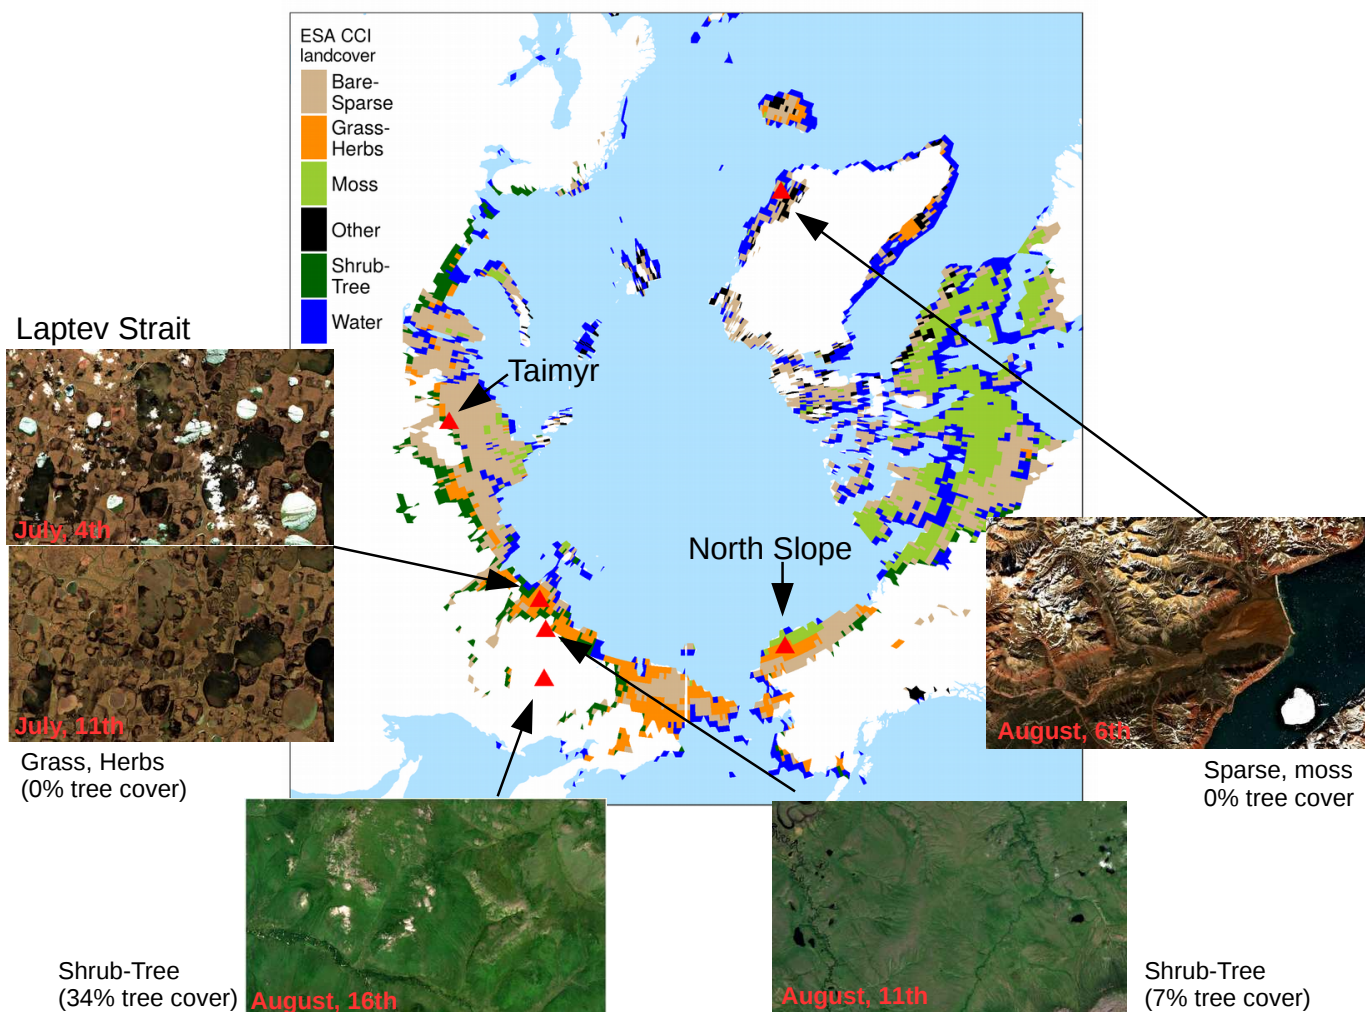 ESA CCI
landcover
Bare-
Sparse
Grass-
Herbs
Moss
Other
Shrub-
Tree
Water
Laptev Strait
Taimyr
North Slope
July, 4th
July, 11th
Grass, Herbs
(0% tree cover)
August, 6th
Sparse, moss
0% tree cover
Shrub-Tree
(34% tree cover)
August, 16th
August, 11th
Shrub-Tree
(7% tree cover)